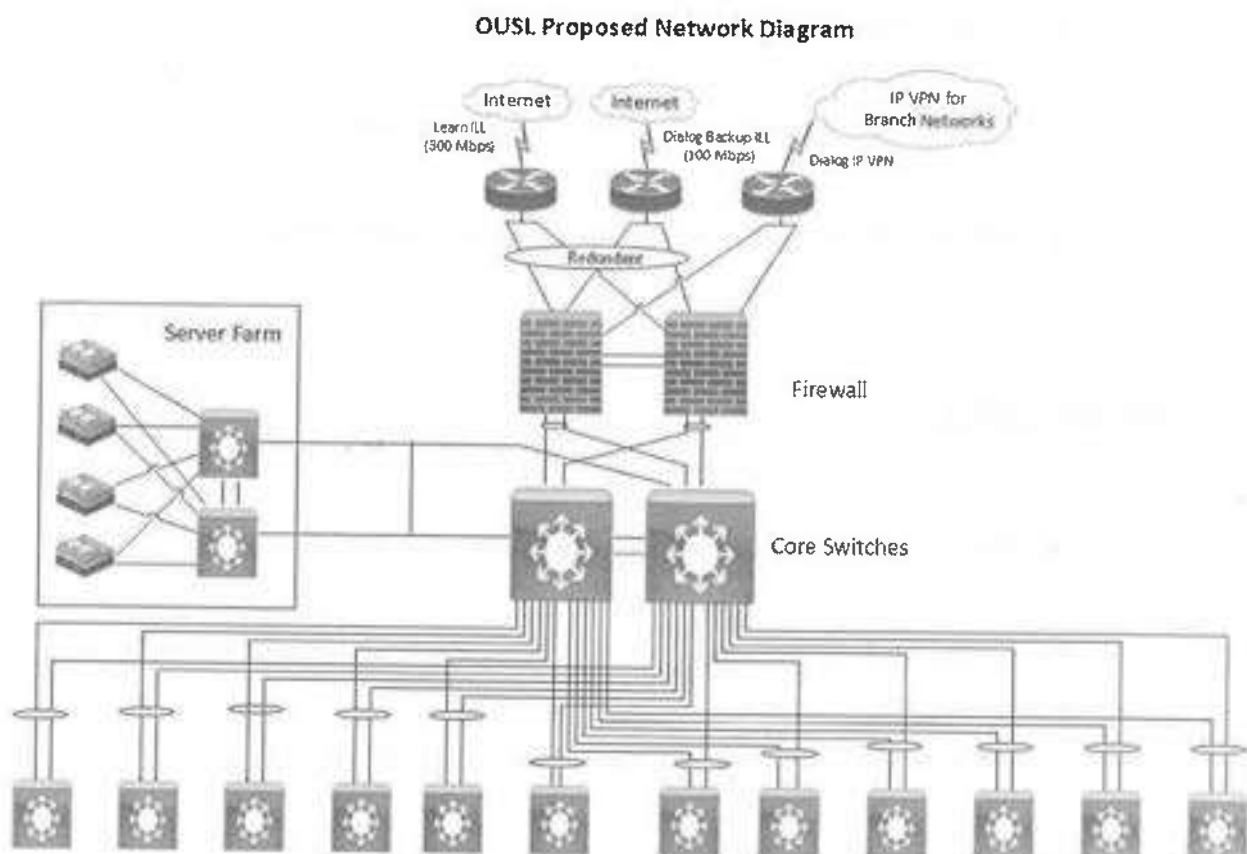 OUSL Proposed Network Diagram
Internet
Internet
IP VPN for
Branch Networks
Learn ILL
(300 Mbps)
Dialog Backup ILL
(100 Mbps)
Dialog IP VPN
Redundant
Server Farm
Firewall
Core Switches